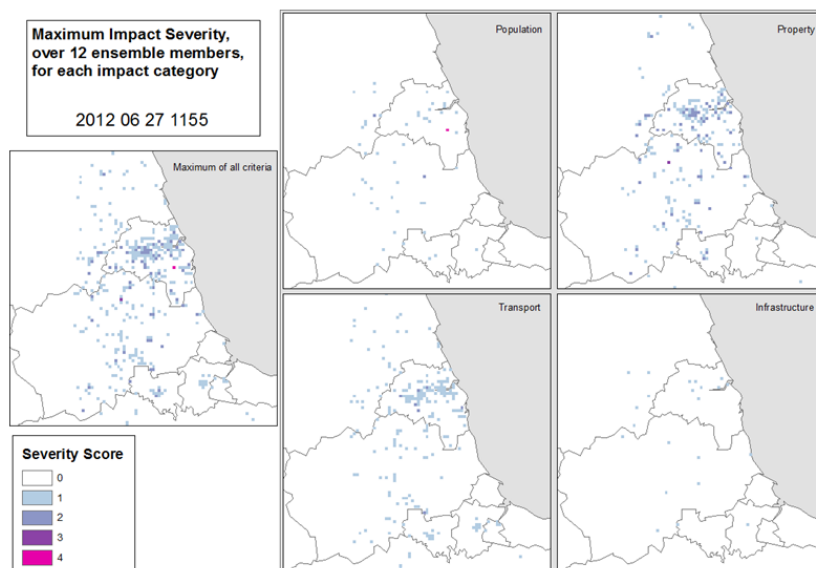 Maximum Impact Severity,
over 12 ensemble members,
for each impact category
2012 06 27 1155
Population
Property
Maximum of all criteria
Transport
Infrastructure
Severity Score
0
1
2
3
4